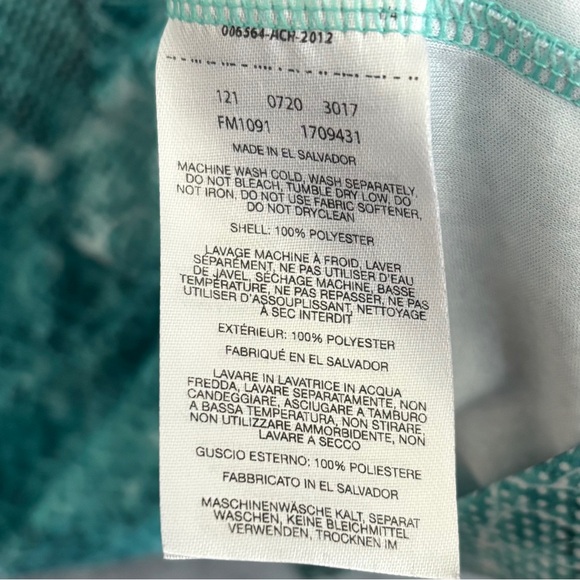 006564-ACH-2012
121 0720 3017
FM1091 1709431
MADE IN EL SALVADOR
MACHINE WASH COLD, WASH SEPARATELY,
DO NOT BLEACH, TUMBLE DRY LOW, DO
NOT IRON, DO NOT USE FABRIC SOFTENER,
DO NOT DRYCLEAN
SHELL: 100% POLYESTER
LAVAGE MACHINE À FROID, LAVER
SÉPARÉMENT, NE PAS UTILISER D'EAU
DE JAVEL, SÉCHAGE MACHINE, BASSE
TEMPÉRATURE, NE PAS REPASSER, NE PAS
UTILISER D'ASSOUPLISSANT, NETTOYAGE
À SEC INTERDIT
EXTÉRIEUR: 100% POLYESTER
FABRIQUÉ EN EL SALVADOR
LAVARE IN LAVATRICE IN ACQUA
FREDDA, LAVARE SEPARATAMENTE, NON
CANDEGGIARE, ASCIUGARE A TAMBURO
A BASSA TEMPERATURA, NON STIRARE,
NON UTILIZZARE AMMORBIDENTE, NON
LAVARE A SECCO
GUSCIO ESTERNO: 100% POLIESTERE
FABBRICATO IN EL SALVADOR
MASCHINENWÄSCHE KALT, SEPARAT
WASCHEN, KEINE BLEICHMITTEL
VERWENDEN, TROCKNEN IM